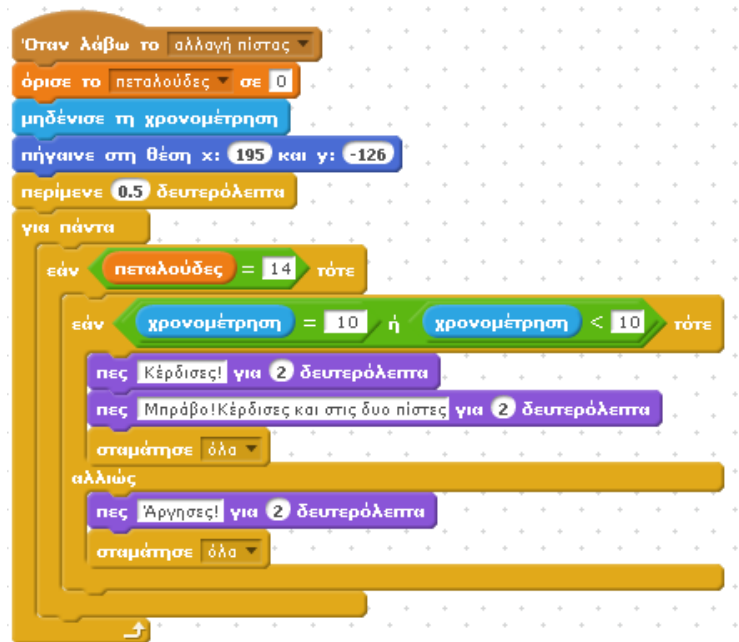 Όταν λάβω το αλλαγή πίστας
όρισε το πεταλούδες σε 0
μηδένισε τη χρονομέτρηση
πήγαινε στη θέση x: 195 και y: -126
περίμενε 0.5 δευτερόλεπτα
για πάντα
εάν πεταλούδες = 14 τότε
εάν χρονομέτρηση = 10 ή χρονομέτρηση < 10 τότε
πες Κέρδισες! για 2 δευτερόλεπτα
πες Μπράβο!Κέρδισες και στις δυο πίστες για 2 δευτερόλεπτα
σταμάτησε όλα
αλλιώς
πες Άργησες! για 2 δευτερόλεπτα
σταμάτησε όλα